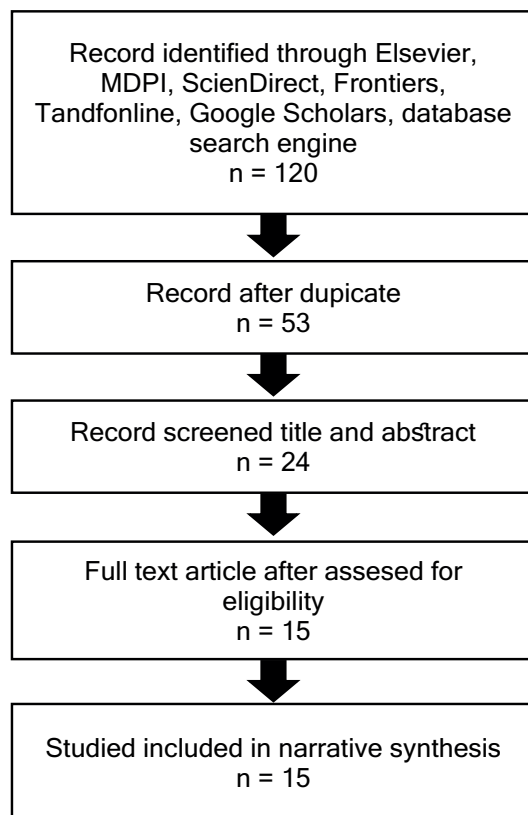 Record identified through Elsevier,
MDPI, ScienDirect, Frontiers,
Tandfonline, Google Scholars, database
search engine
n = 120
Record after dupicate
n = 53
Record screened title and abstract
n = 24
Full text article after assesed for
eligibility
n = 15
Studied included in narrative synthesis
n = 15